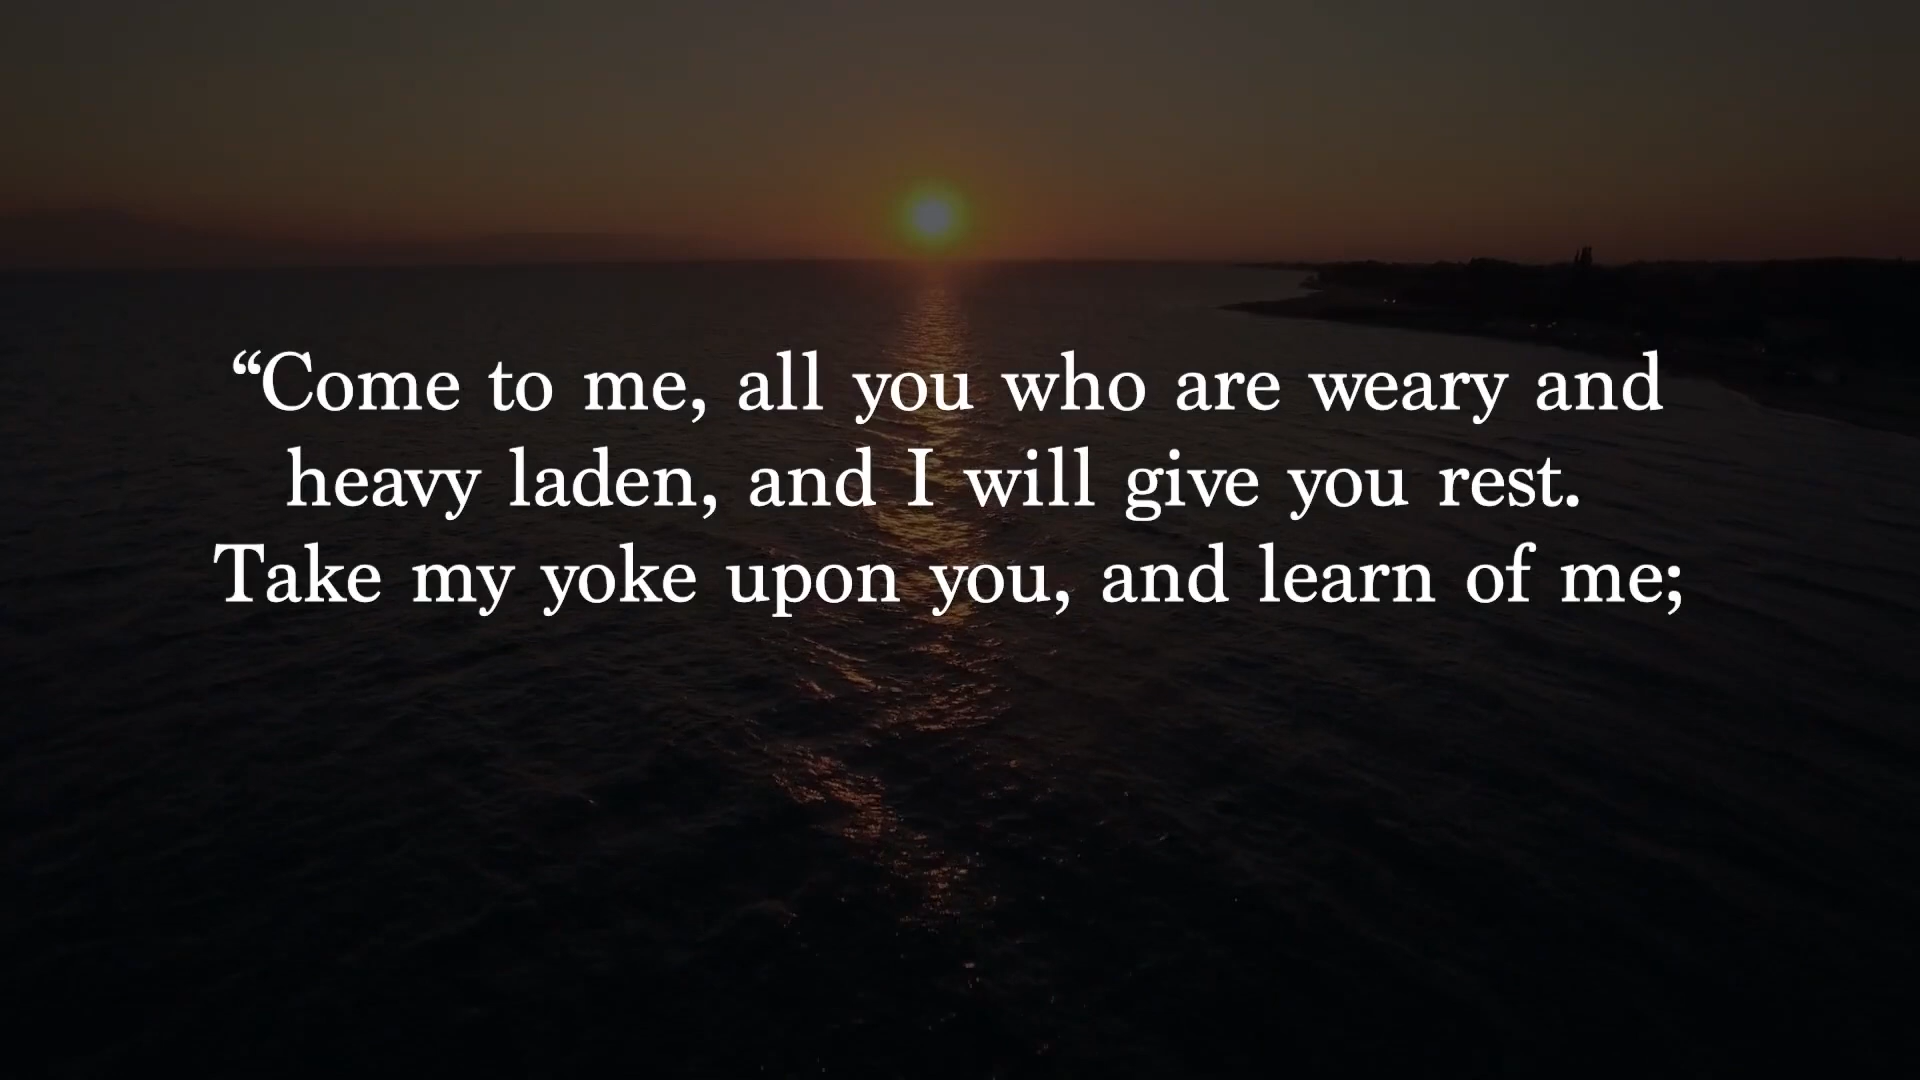 “Come to me, all you who are weary and
heavy laden, and I will give you rest.
Take my yoke upon you, and learn of me;